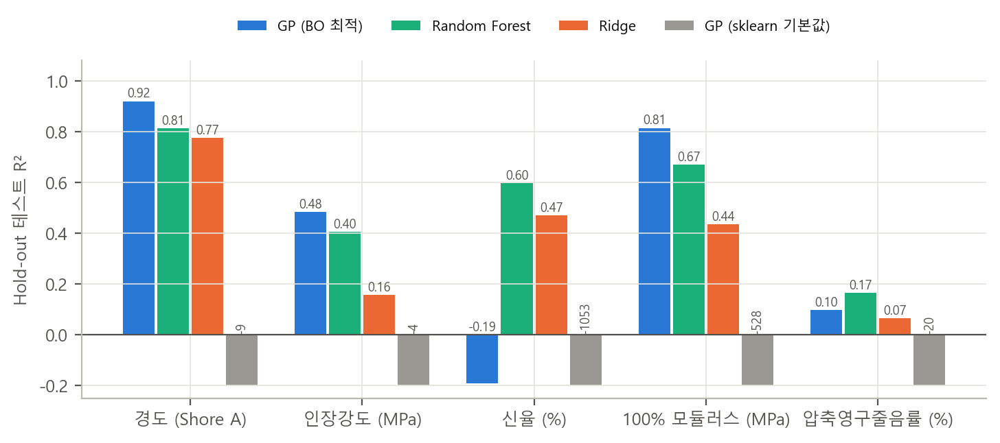 GP (BO 최적) Random Forest Ridge GP (sklearn 기본값)
Hold-out 테스트 R²
1.0
0.8
0.6
0.4
0.2
0.0
-0.2
0.92 0.81 0.77 -9
0.48 0.40 0.16 -4
-0.19 0.60 0.47 -1053
0.81 0.67 0.44 -528
0.10 0.17 0.07 -20
경도 (Shore A) 인장강도 (MPa) 신율 (%) 100% 모듈러스 (MPa) 압축영구줄음률 (%)